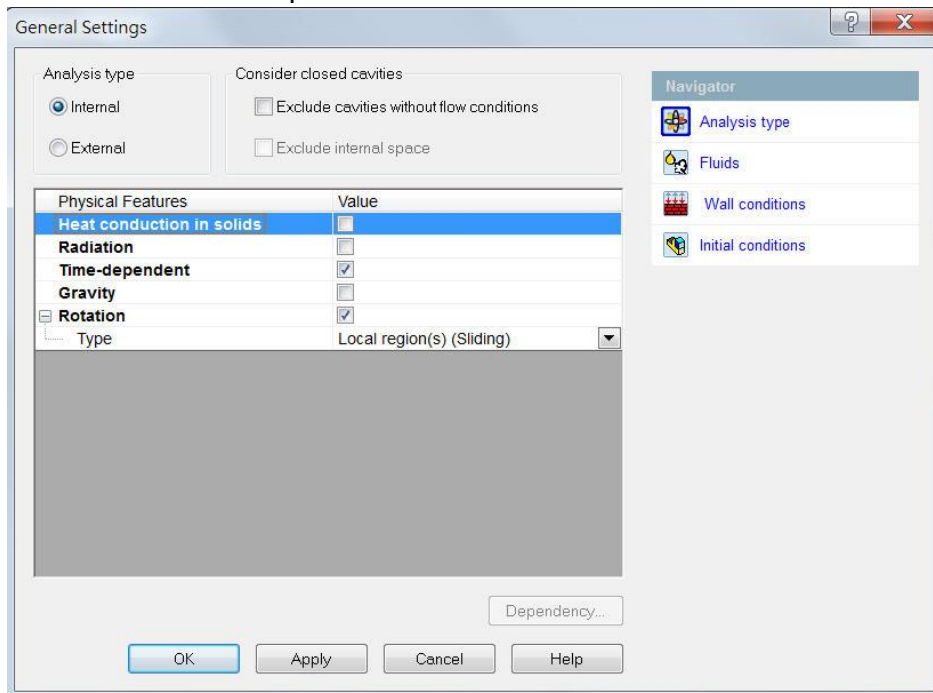 General Settings
Analysis type
Internal
External
Consider closed cavities
Exclude cavities without flow conditions
Exclude internal space
Physical Features Value
Heat conduction in solids
Radiation
Time-dependent
Gravity
Rotation
Type Local region(s) (Sliding)
Dependency...
OK Apply Cancel Help
Navigator
Analysis type
Fluids
Wall conditions
Initial conditions